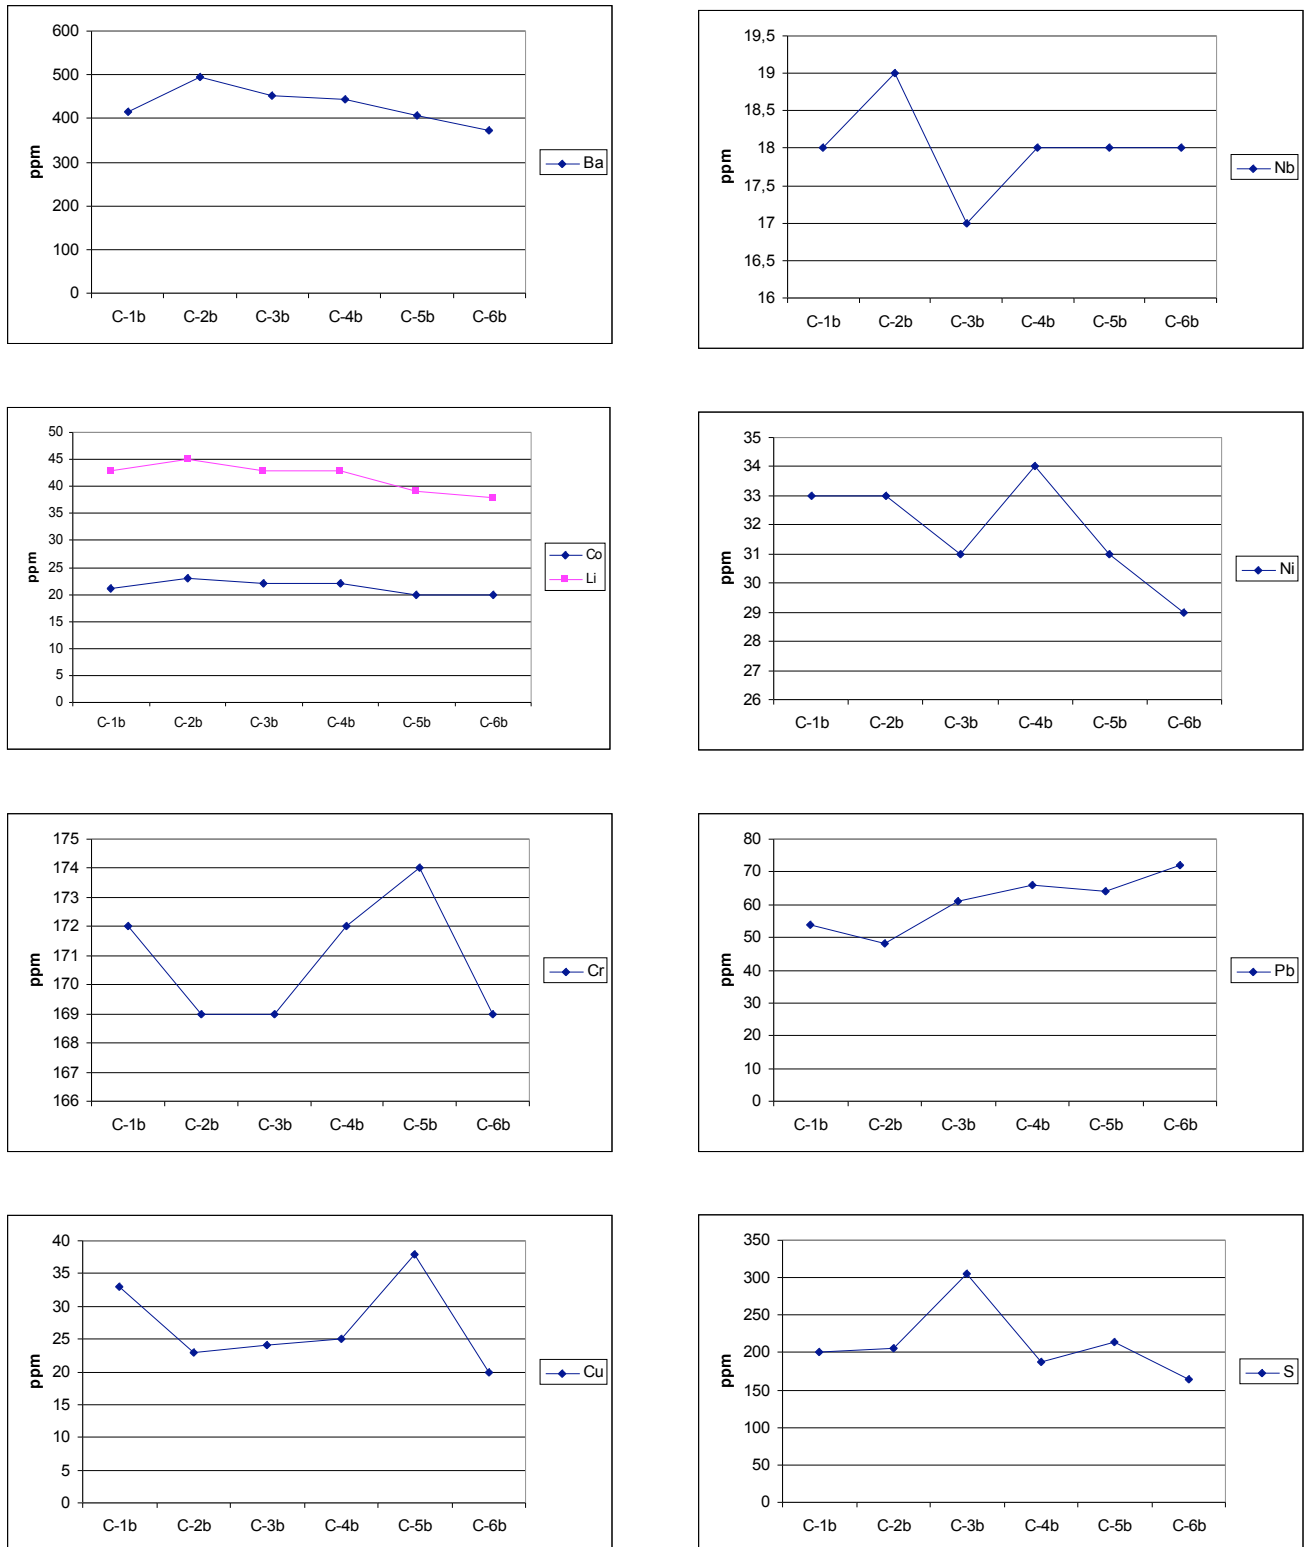 600
500
400
300
200
100
0
ppm
C-1b C-2b C-3b C-4b C-5b C-6b
Ba
19,5
19
18,5
18
17,5
17
16,5
16
ppm
C-1b C-2b C-3b C-4b C-5b C-6b
Nb
50
45
40
35
30
25
20
15
10
5
0
ppm
C-1b C-2b C-3b C-4b C-5b C-6b
Co
Li
35
34
33
32
31
30
29
28
27
26
ppm
C-1b C-2b C-3b C-4b C-5b C-6b
Ni
175
174
173
172
171
170
169
168
167
166
ppm
C-1b C-2b C-3b C-4b C-5b C-6b
Cr
80
70
60
50
40
30
20
10
0
ppm
C-1b C-2b C-3b C-4b C-5b C-6b
Pb
40
35
30
25
20
15
10
5
0
ppm
C-1b C-2b C-3b C-4b C-5b C-6b
Cu
350
300
250
200
150
100
50
0
ppm
C-1b C-2b C-3b C-4b C-5b C-6b
S